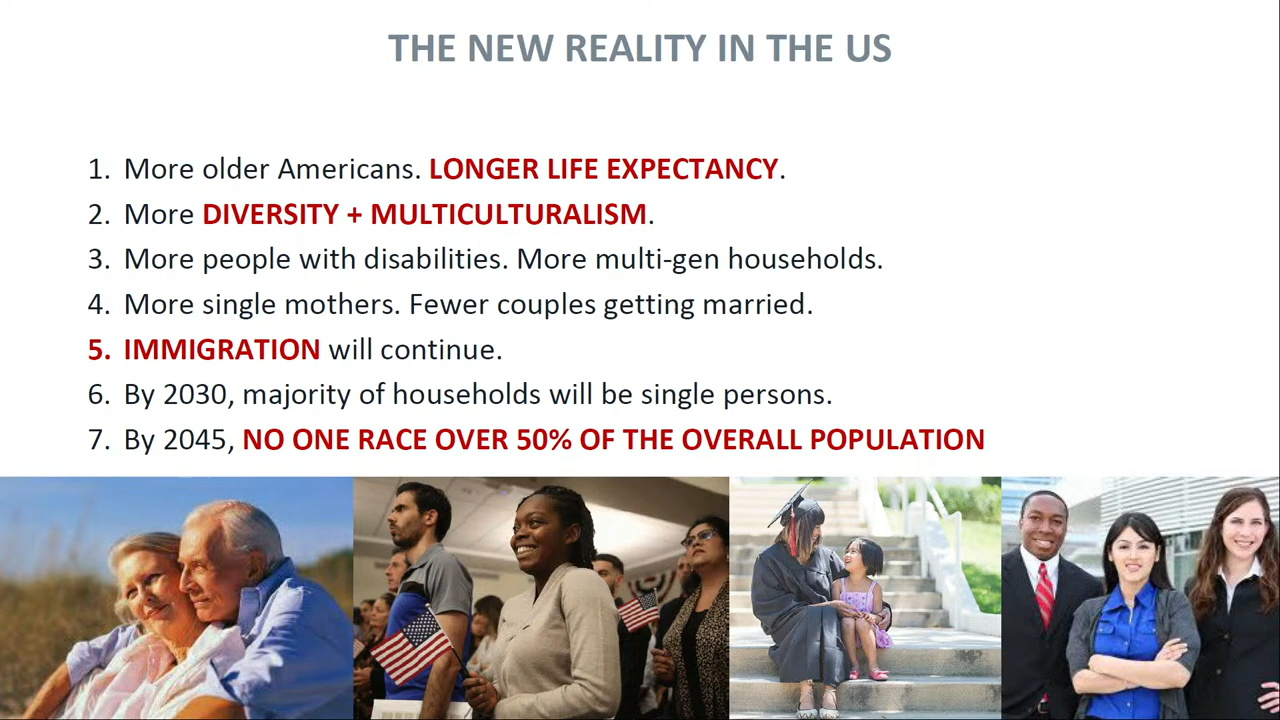 THE NEW REALITY IN THE US
1. More older Americans. LONGER LIFE EXPECTANCY.
2. More DIVERSITY + MULTICULTURALISM.
3. More people with disabilities. More multi-gen households.
4. More single mothers. Fewer couples getting married.
5. IMMIGRATION will continue.
6. By 2030, majority of households will be single persons.
7. By 2045, NO ONE RACE OVER 50% OF THE OVERALL POPULATION